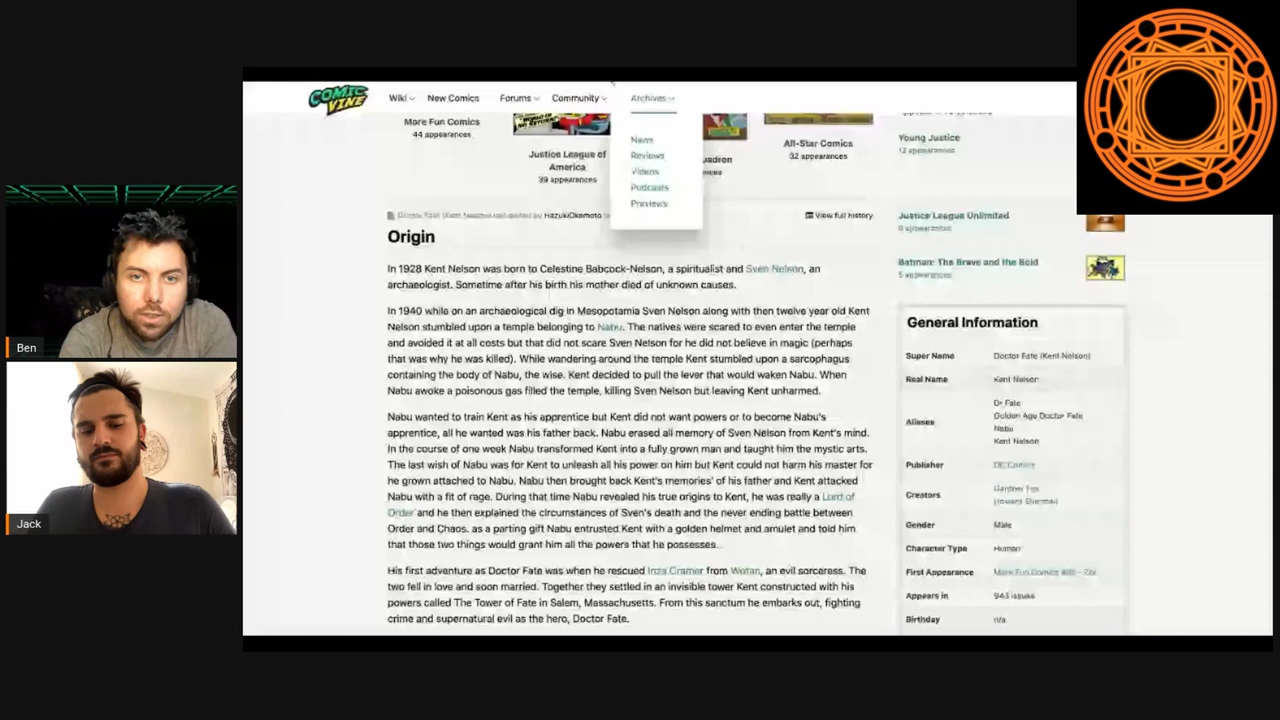 COMIC VINE
Wiki
New Comics
Forums
Community
Archives
News
Reviews
Videos
Podcasts
Previews
More Fun Comics
44 appearances
Justice League of
America
39 appearances
All-Star Comics
32 appearances
Young Justice
12 appearances
Justice League Unlimited
appearances
Batman: The Brave and the Bold
5 appearances
Doctor Fate (Kent Nelson) last edited by HazukiOkamoto
View full history
Origin
In 1928 Kent Nelson was born to Celestine Babcock-Nelson, a spiritualist and Sven Nelson, an
archaeologist. Sometime after his birth his mother died of unknown causes.
In 1940 while on an archaeological dig in Mesopotamia Sven Nelson along with then twelve year old Kent
Nelson stumbled upon a temple belonging to Nabu. The natives were scared to even enter the temple
and avoided it at all costs but that did not scare Sven Nelson for he did not believe in magic (perhaps
that was why he was killed). While wandering around the temple Kent stumbled upon a sarcophagus
containing the body of Nabu, the wise. Kent decided to pull the lever that would waken Nabu. When
Nabu awoke a poisonous gas filled the temple, killing Sven Nelson but leaving Kent unharmed.
Nabu wanted to train Kent as his apprentice but Kent did not want powers or to become Nabu's
apprentice, all he wanted was his father back. Nabu erased all memory of Sven Nelson from Kent's mind.
In the course of one week Nabu transformed Kent into a fully grown man and taught him the mystic arts.
The last wish of Nabu was for Kent to unleash all his power on him but Kent could not harm his master for
he grown attached to Nabu. Nabu then brought back Kent's memories' of his father and Kent attacked
Nabu with a fit of rage. During that time Nabu revealed his true origins to Kent, he was really a Lord of
Order and he then explained the circumstances of Sven's death and the never ending battle between
Order and Chaos. as a parting gift Nabu entrusted Kent with a golden helmet and amulet and told him
that those two things would grant him all the powers that he possesses.
His first adventure as Doctor Fate was when he rescued Inza Cramer from Wotan, an evil sorceress. The
two fell in love and soon married. Together they settled in an invisible tower Kent constructed with his
powers called The Tower of Fate in Salem, Massachusetts. From this sanctum he embarks out, fighting
crime and supernatural evil as the hero, Doctor Fate.
General Information
Super Name Doctor Fate (Kent Nelson)
Real Name Kent Nelson
Aliases Dr Fate
Golden Age Doctor Fate
Nabu
Kent Nelson
Publisher DC Comics
Creators Gardner Fox
Howard Sherman
Gender Male
Character Type Human
First Appearance More Fun Comics
Appears in 943 issues
Birthday n/a
Ben
Jack